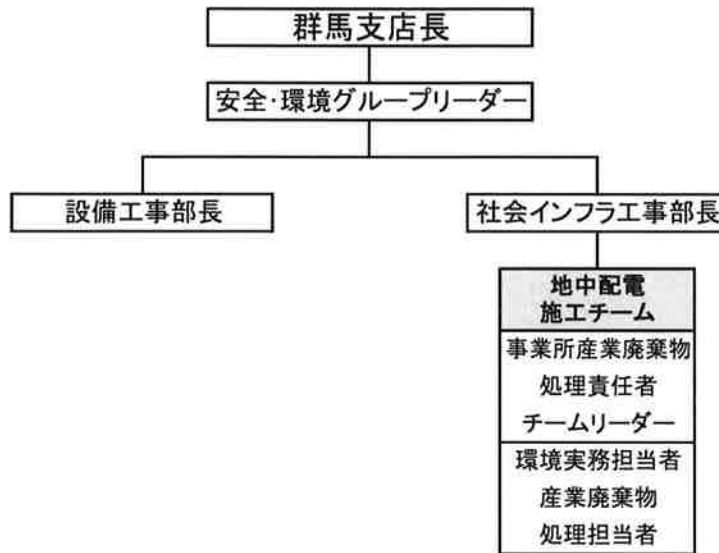 群馬支店長
安全・環境グループリーダー
設備工事部長
社会インフラ工事部長
地中配電
施工チーム
事業所産業廃棄物
処理責任者
チームリーダー
環境実務担当者
産業廃棄物
処理担当者